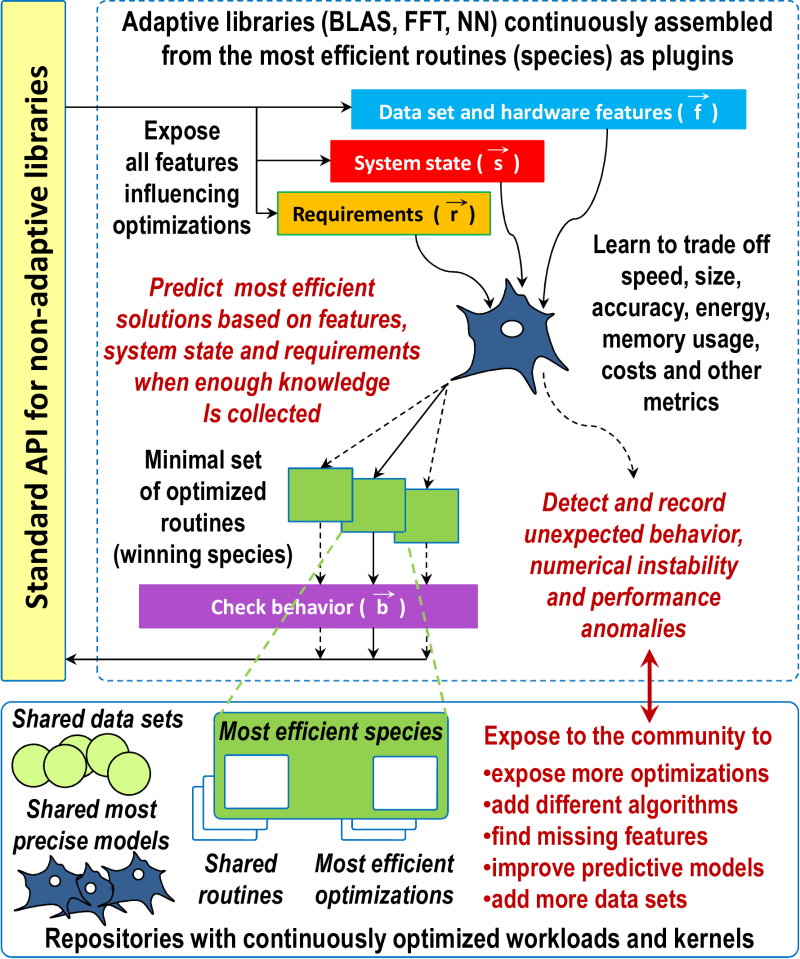 Adaptive libraries (BLAS, FFT, NN) continuously assembled
from the most efficient routines (species) as plugins
Standard API for non-adaptive libraries
Data set and hardware features ( f )
Expose
all features
influencing
optimizations
System state ( s )
Requirements ( r )
Learn to trade off
speed, size,
accuracy, energy,
memory usage,
costs and other
metrics
Predict most efficient
solutions based on features,
system state and requirements
when enough knowledge
Is collected
Minimal set
of optimized
routines
(winning species)
Detect and record
unexpected behavior,
numerical instability
and performance
anomalies
Check behavior ( b )
Shared data sets
Shared most
precise models
Most efficient species
Shared
routines
Most efficient
optimizations
Expose to the community to
•expose more optimizations
•add different algorithms
•find missing features
•improve predictive models
•add more data sets
Repositories with continuously optimized workloads and kernels